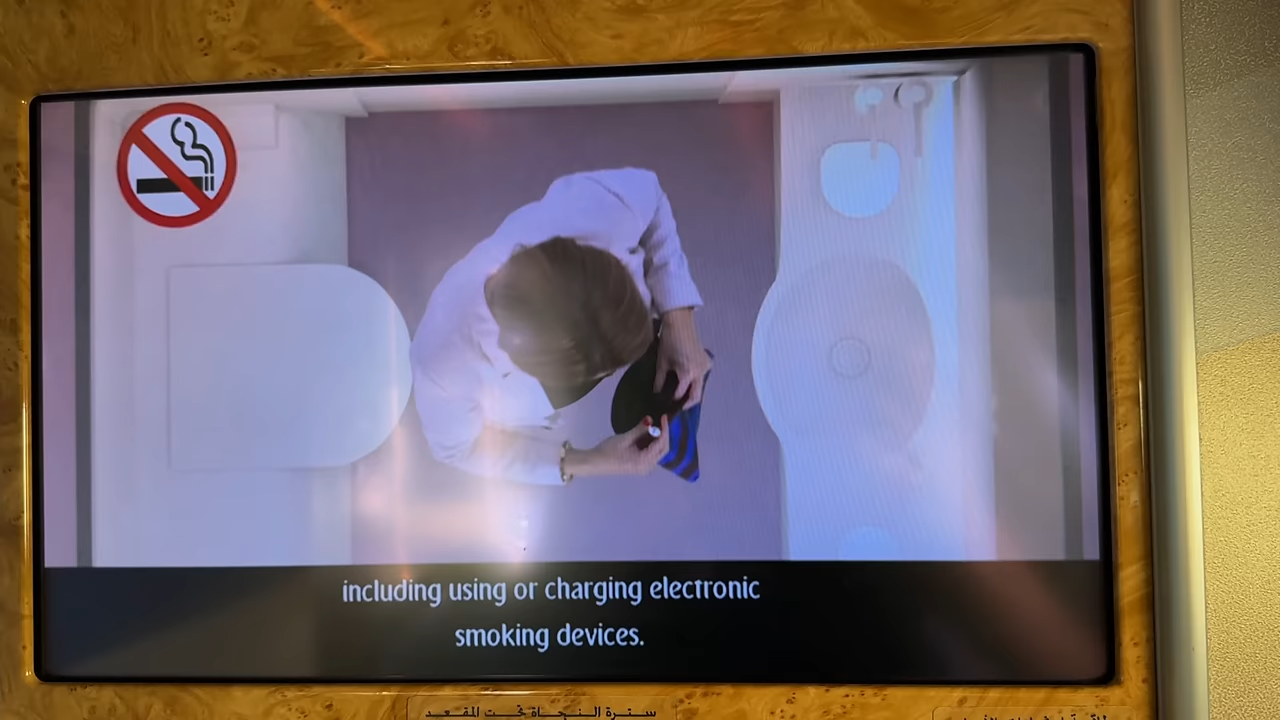 including using or charging electronic
smoking devices.
سترة النجاة تحت المقعد